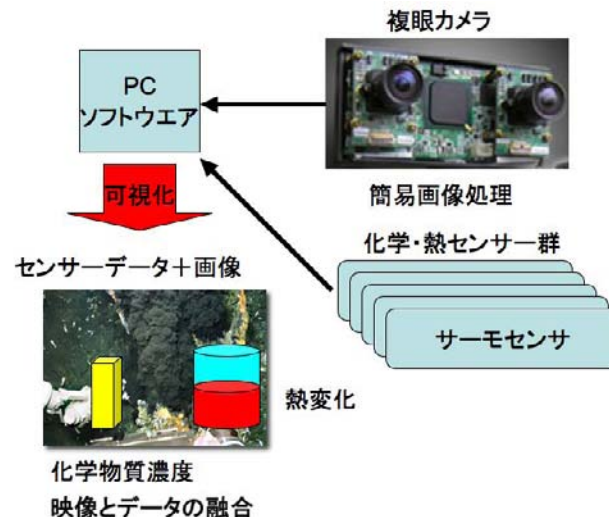 複眼カメラ
PC
ソフトウエア
可視化
簡易画像処理
化学・熱センサー群
サーモセンサ
センサーデータ+画像
熱変化
化学物質濃度
映像とデータの融合